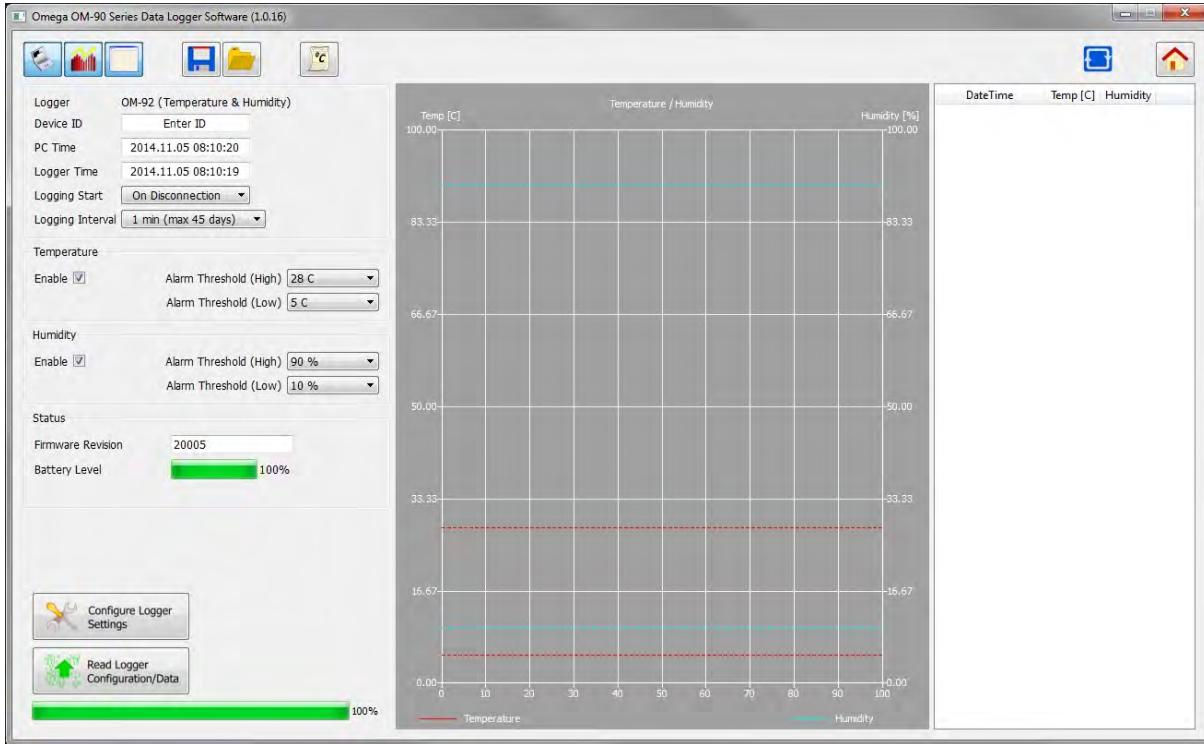 Omega OM-90 Series Data Logger Software (1.0.16)
°C
Logger OM-92 (Temperature & Humidity)
Device ID Enter ID
PC Time 2014.11.05 08:10:20
Logger Time 2014.11.05 08:10:19
Logging Start On Disconnection
Logging Interval 1 min (max 45 days)
Temperature
Enable Alarm Threshold (High) 28 C
Alarm Threshold (Low) 5 C
Humidity
Enable Alarm Threshold (High) 90 %
Alarm Threshold (Low) 10 %
Status
Firmware Revision 20005
Battery Level 100%
Configure Logger
Settings
Read Logger
Configuration/Data
100%
Temperature / Humidity
Temp [C] Humidity [%]
100.00 100.00
83.33 83.33
66.67 66.67
50.00 50.00
33.33 33.33
16.67 16.67
0.00 0.00
0 10 20 30 40 50 60 70 80 90 100
Temperature Humidity
DateTime Temp [C] Humidity